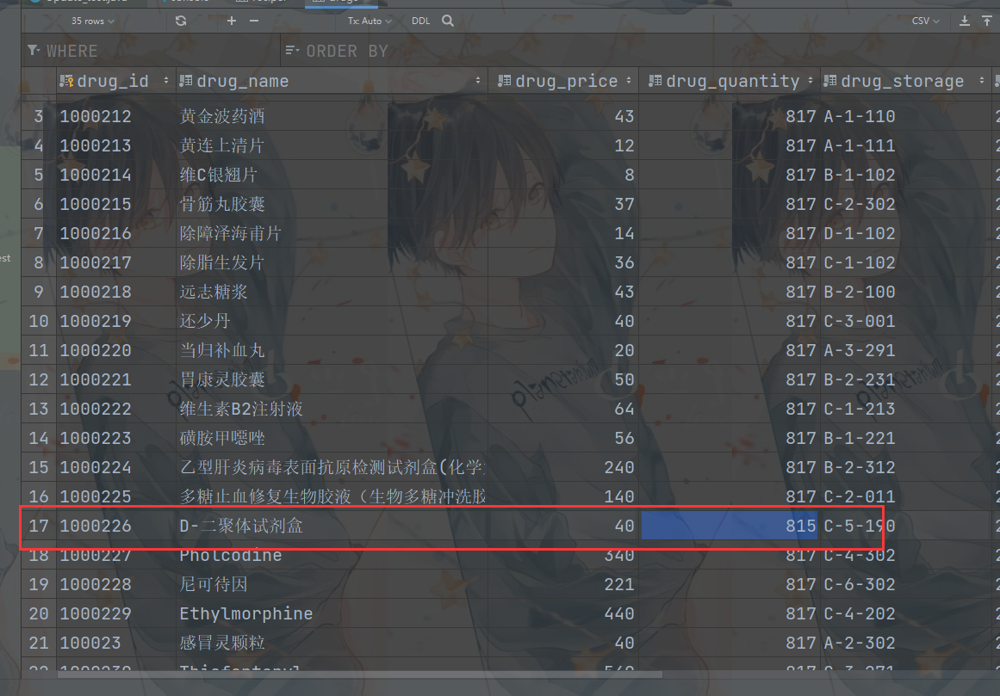 35 rows Tx: Auto DDL CSV
WHERE ORDER BY
drug_id drug_name drug_price drug_quantity drug_storage
3 1000212 黄金波药酒 43 817 A-1-110
4 1000213 黄连上清片 12 817 A-1-111
5 1000214 维C银翘片 8 817 B-1-102
6 1000215 骨筋丸胶囊 37 817 C-2-302
7 1000216 除障泽海甫片 14 817 D-1-102
8 1000217 除脂生发片 36 817 C-1-102
9 1000218 远志糖浆 43 817 B-2-100
10 1000219 还少丹 40 817 C-3-001
11 1000220 当归补血丸 20 817 A-3-291
12 1000221 胃康灵胶囊 50 817 B-2-231
13 1000222 维生素B2注射液 64 817 C-1-213
14 1000223 磺胺甲噁唑 56 817 B-1-221
15 1000224 乙型肝炎病毒表面抗原检测试剂盒(化学 240 817 B-2-312
16 1000225 多糖止血修复生物胶液（生物多糖冲洗胶 140 817 C-2-011
17 1000226 D-二聚体试剂盒 40 815 C-5-190
18 1000227 Pholcodine 340 817 C-4-302
19 1000228 尼可待因 221 817 C-6-302
20 1000229 Ethylmorphine 440 817 C-4-202
21 100023 感冒灵颗粒 40 817 A-2-302
planetarium